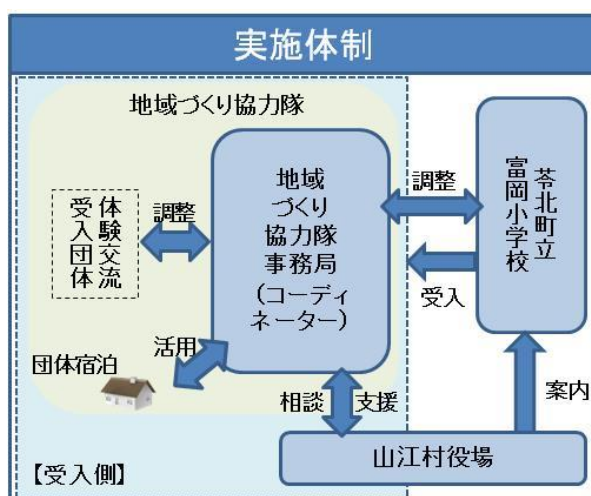 実施体制
地域づくり協力隊
体験交流
受入団体
調整
地域
づくり
協力隊
事務局
(コーディ
ネーター)
調整
受入
苓北町立
富岡小学校
団体宿泊
活用
相談
支援
案内
山江村役場
【受入側】